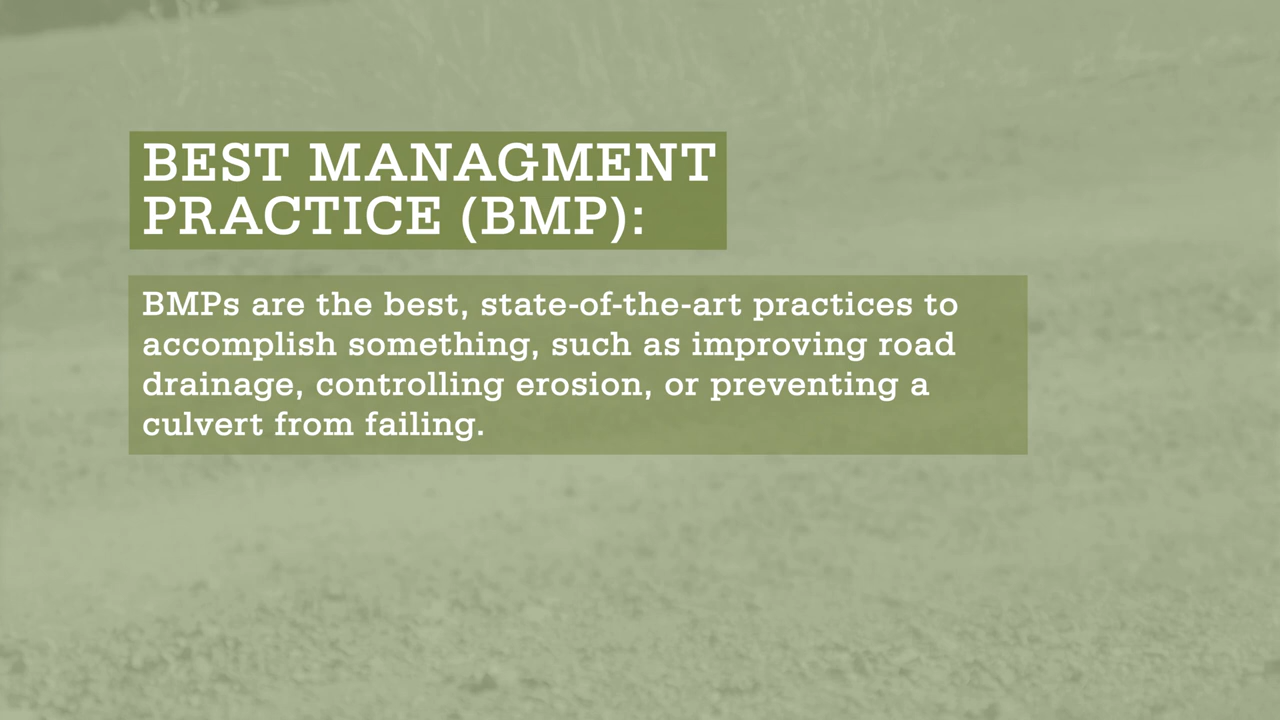 BEST MANAGMENT
PRACTICE (BMP):
BMPs are the best, state-of-the-art practices to
accomplish something, such as improving road
drainage, controlling erosion, or preventing a
culvert from failing.